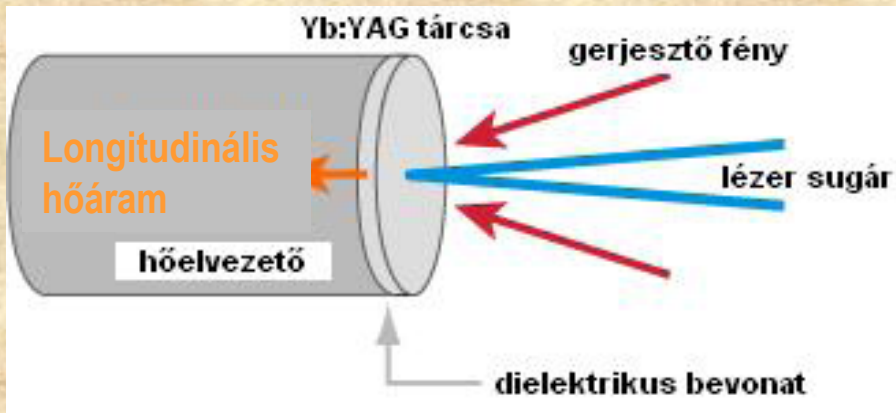 Yb:YAG tárcsa
gerjesztő fény
Longitudinális
hőáram
lézer sugár
hőelvezető
dielektrikus bevonat